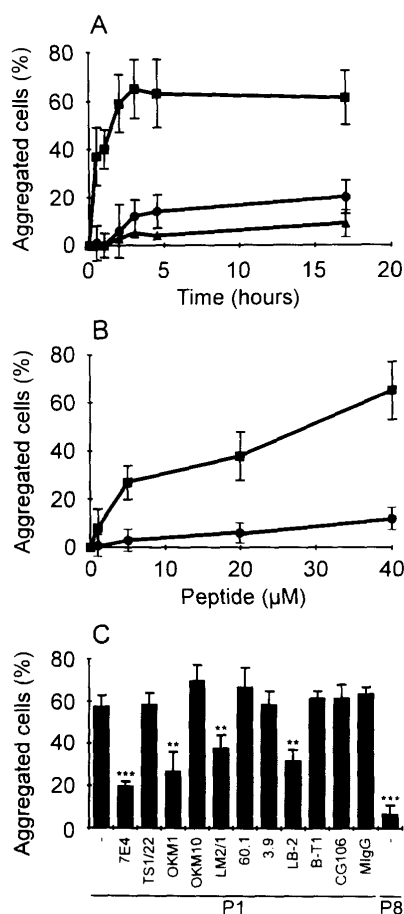 A
Aggregated cells (%)
80
60
40
20
0
0 5 10 15 20
Time (hours)
B
Aggregated cells (%)
80
60
40
20
0
0 10 20 30 40
Peptide (µM)
C
Aggregated cells (%)
80
60
40
20
0
*** ** ** ** ***
- 7E4 TS1/22 OKM1 OKM10 LM2/1 60.1 3.9 LB-2 B-T1 CG106 MIgG -
P1 P8